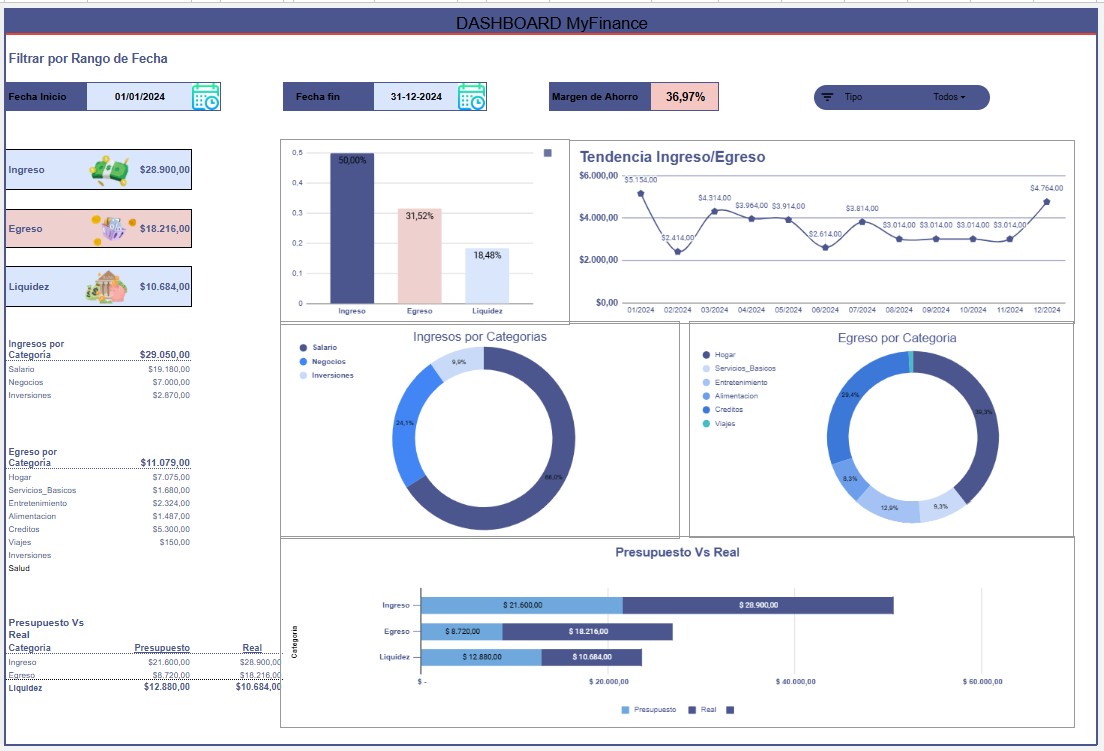 DASHBOARD MyFinance
Filtrar por Rango de Fecha
Fecha Inicio 01/01/2024
Fecha fin 31-12-2024
Margen de Ahorro 36,97%
Tipo Todos
Ingreso $28.900,00
Egreso $18.216,00
Liquidez $10.684,00
0,5
0,4
0,3
0,2
0,1
0
50,00%
31,52%
18,48%
Ingreso Egreso Liquidez
Tendencia Ingreso/Egreso
$6.000,00
$4.000,00
$2.000,00
$0,00
$5.154,00 $2.414,00 $4.314,00 $3.964,00 $3.914,00 $2.614,00 $3.814,00 $3.014,00 $3.014,00 $3.014,00 $3.014,00 $4.764,00
01/2024 02/2024 03/2024 04/2024 05/2024 06/2024 07/2024 08/2024 09/2024 10/2024 11/2024 12/2024
Ingresos por
Categoria $29.050,00
Salario $19.180,00
Negocios $7.000,00
Inversiones $2.870,00
Ingresos por Categorias
Salario
Negocios
Inversiones
9,9%
24,1%
66,0%
Egreso por Categoria
Hogar
Servicios_Basicos
Entretenimiento
Alimentacion
Creditos
Viajes
29,4%
39,3%
8,3%
12,9%
9,3%
Egreso por
Categoria $11.079,00
Hogar $7.075,00
Servicios_Basicos $1.680,00
Entretenimiento $2.324,00
Alimentacion $1.487,00
Creditos $5.300,00
Viajes $150,00
Inversiones
Salud
Presupuesto Vs
Real
Categoria Presupuesto Real
Ingreso $21.600,00 $28.900,00
Egreso $8.720,00 $18.216,00
Liquidez $12.880,00 $10.684,00
Presupuesto Vs Real
Categoria
Ingreso $ 21.600,00 $ 28.900,00
Egreso $ 8.720,00 $ 18.216,00
Liquidez $ 12.880,00 $ 10.684,00
$ - $ 20.000,00 $ 40.000,00 $ 60.000,00
Presupuesto Real